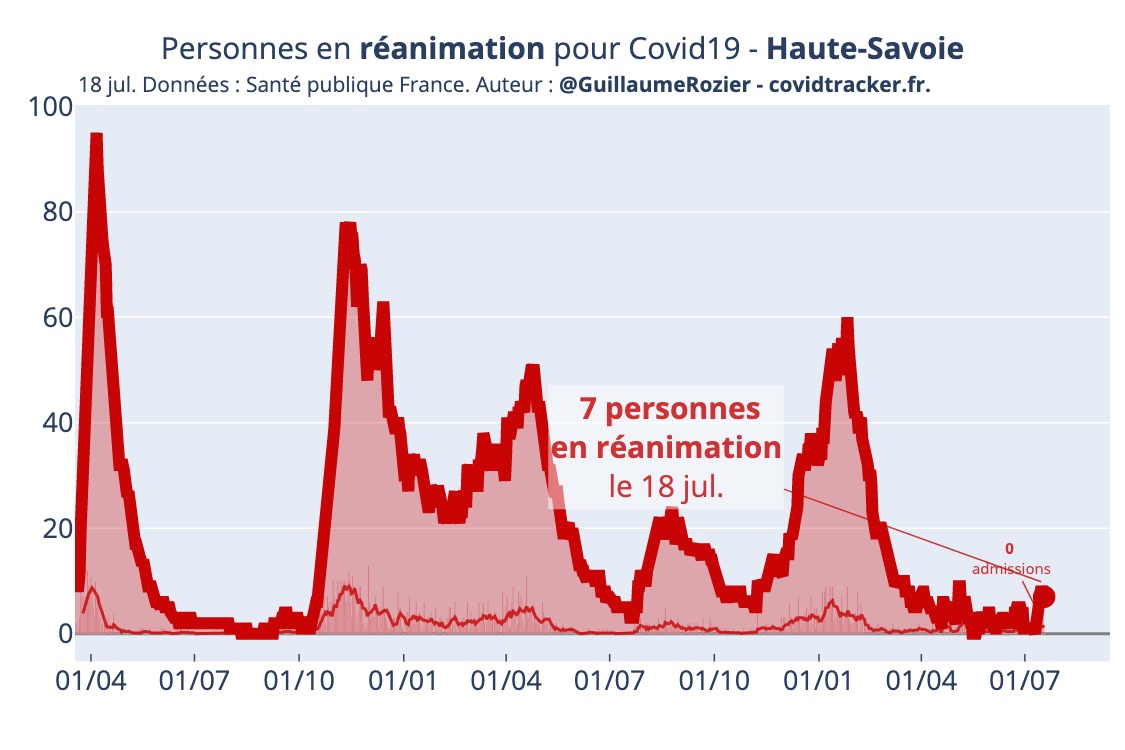 Personnes en réanimation pour Covid19 - Haute-Savoie
18 jul. Données : Santé publique France. Auteur : @GuillaumeRozier - covidtracker.fr.
100
80
60
40
20
0
7 personnes
en réanimation
le 18 jul.
0
admissions
01/04 01/07 01/10 01/01 01/04 01/07 01/10 01/01 01/04 01/07